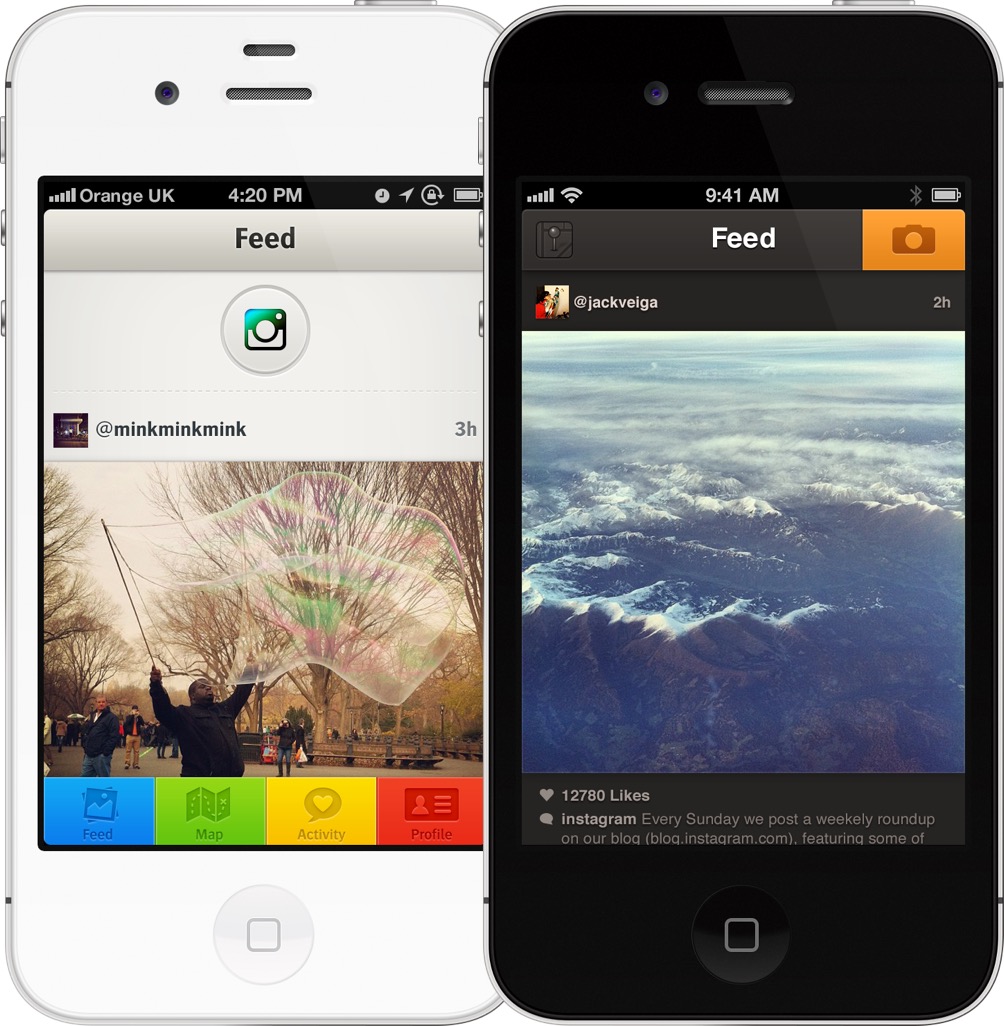 Orange UK 4:20 PM
Feed
@minkminkmink 3h
Feed Map Activity Profile
9:41 AM
Feed
@jackveiga 2h
12780 Likes
instagram Every Sunday we post a weekely roundup
on our blog (blog.instagram.com), featuring some of